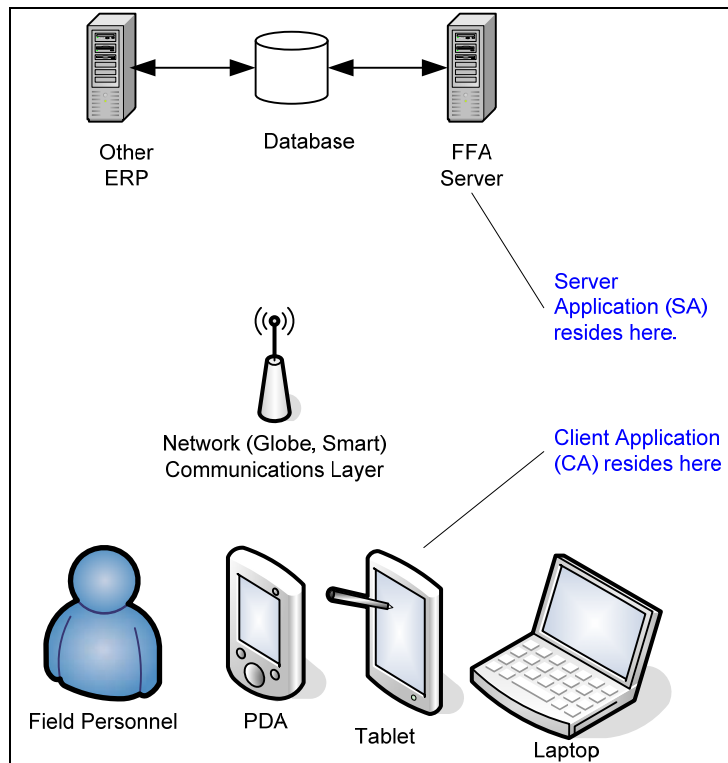 Other
ERP
Database
FFA
Server
Server
Application (SA)
resides here.
Network (Globe, Smart)
Communications Layer
Client Application
(CA) resides here
Field Personnel
PDA
Tablet
Laptop